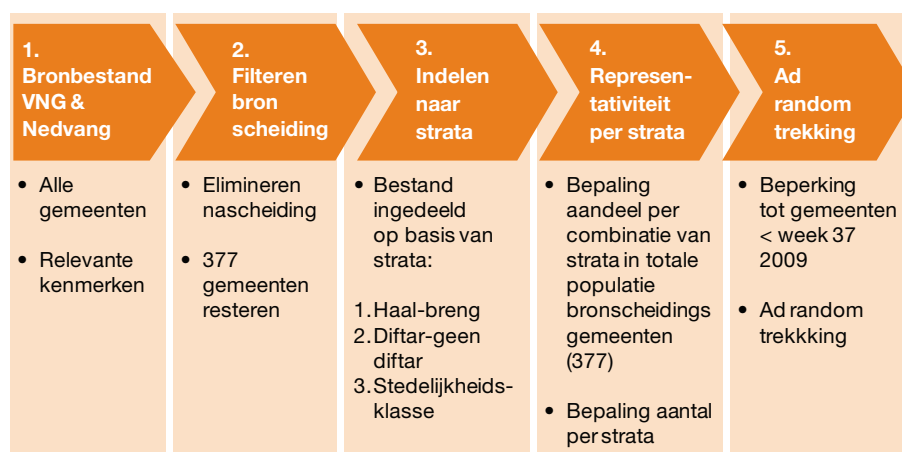 1.
Bronbestand
VNG &
Nedvang
• Alle
gemeenten
• Relevante
kenmerken
2.
Filteren
bron
scheiding
• Elimineren
nascheiding
• 377
gemeenten
resteren
3.
Indelen
naar
strata
• Bestand
ingedeeld
op basis van
strata:
1. Haal-breng
2. Diftar-geen
diftar
3. Stedelijkheids-
klasse
4.
Represen-
tativiteit
per strata
• Bepaling
aandeel per
combinatie van
strata in totale
populatie
bronscheidings
gemeenten
(377)
• Bepaling aantal
per strata
5.
Ad
random
trekking
• Beperking
tot gemeenten
< week 37
2009
• Ad random
trekkking